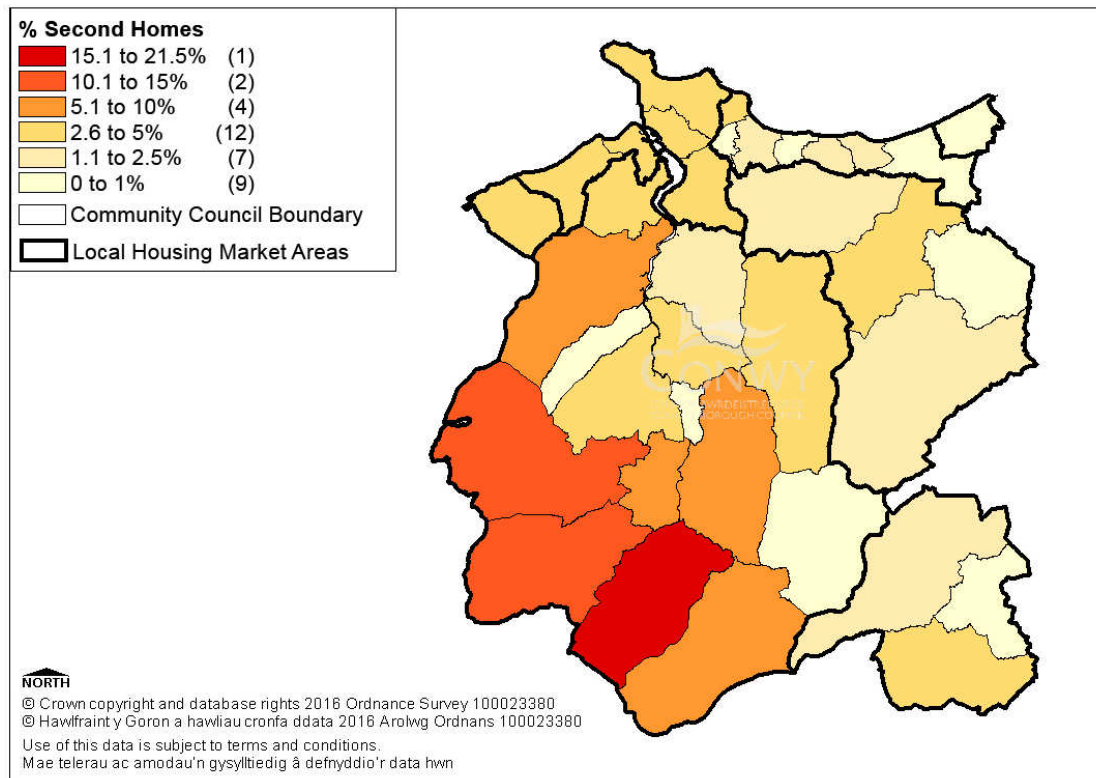 % Second Homes
15.1 to 21.5% (1)
10.1 to 15% (2)
5.1 to 10% (4)
2.6 to 5% (12)
1.1 to 2.5% (7)
0 to 1% (9)
Community Council Boundary
Local Housing Market Areas
CONWY
NORTH
© Crown copyright and database rights 2016 Ordnance Survey 100023380
© Hawlfraint y Goron a hawliau cronfa ddata 2016 Arolwg Ordnans 100023380
Use of this data is subject to terms and conditions.
Mae telerau ac amodau'n gysylltiedig â defnyddio'r data hwn